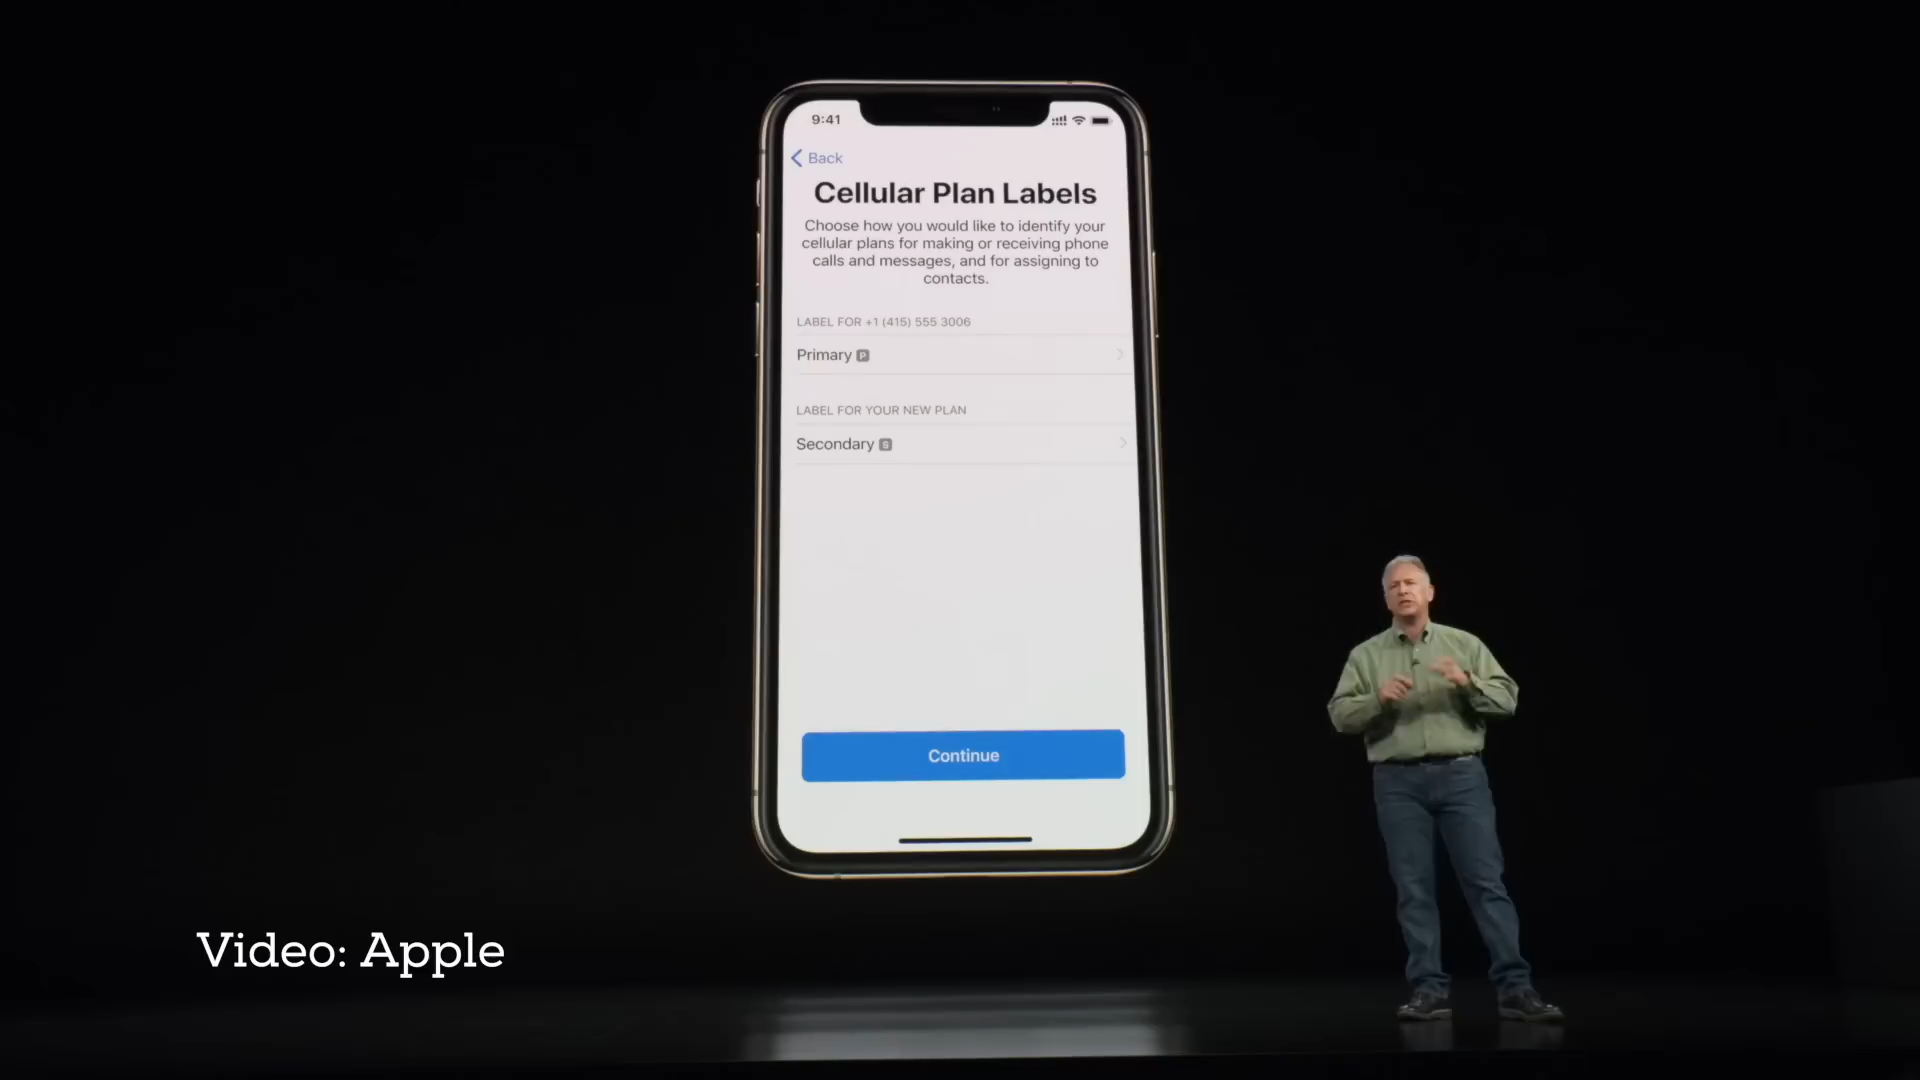 9:41
Back
Cellular Plan Labels
Choose how you would like to identify your
cellular plans for making or receiving phone
calls and messages, and for assigning to
contacts.
LABEL FOR +1 (415) 555 3006
Primary P
LABEL FOR YOUR NEW PLAN
Secondary S
Continue
Video: Apple